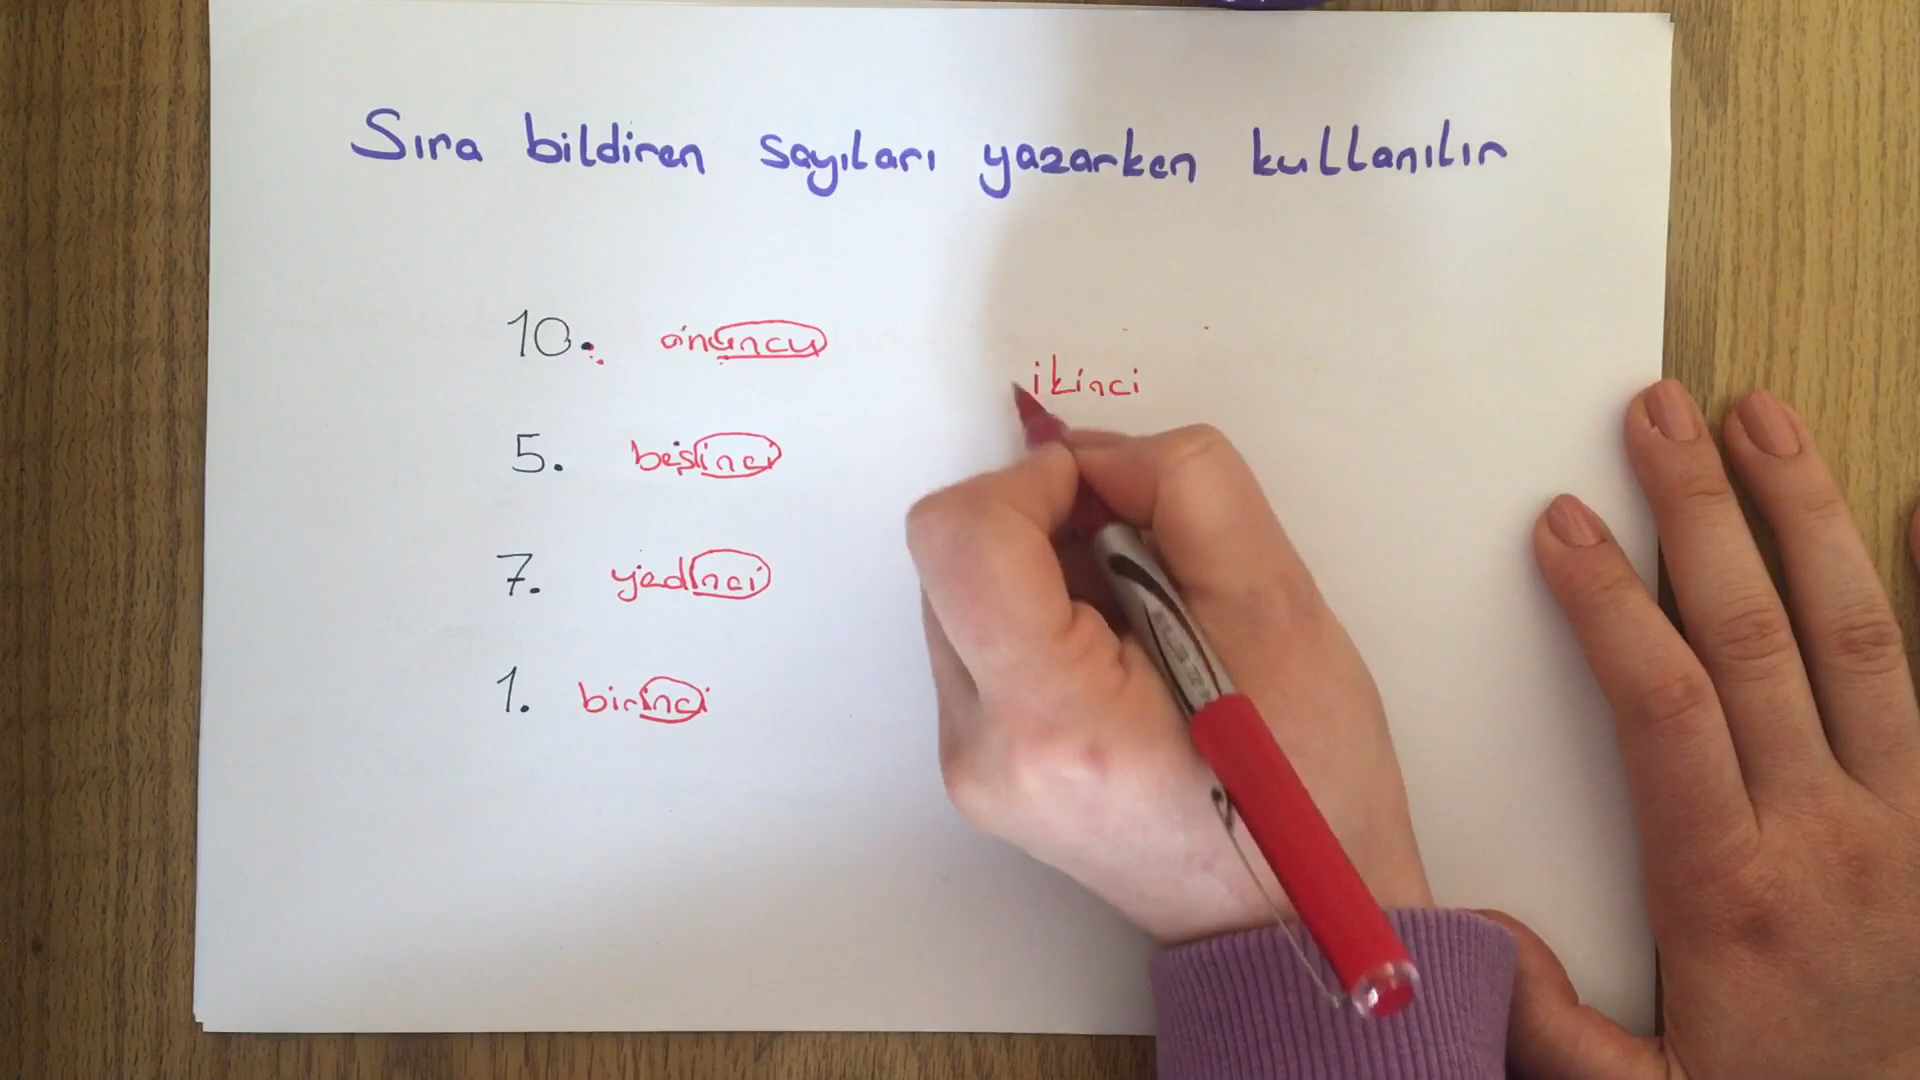 Sıra bildiren sayıları yazarken kullanılır
10. onuncu
ikinci
5. beşinci
7. yedinci
1. birinci